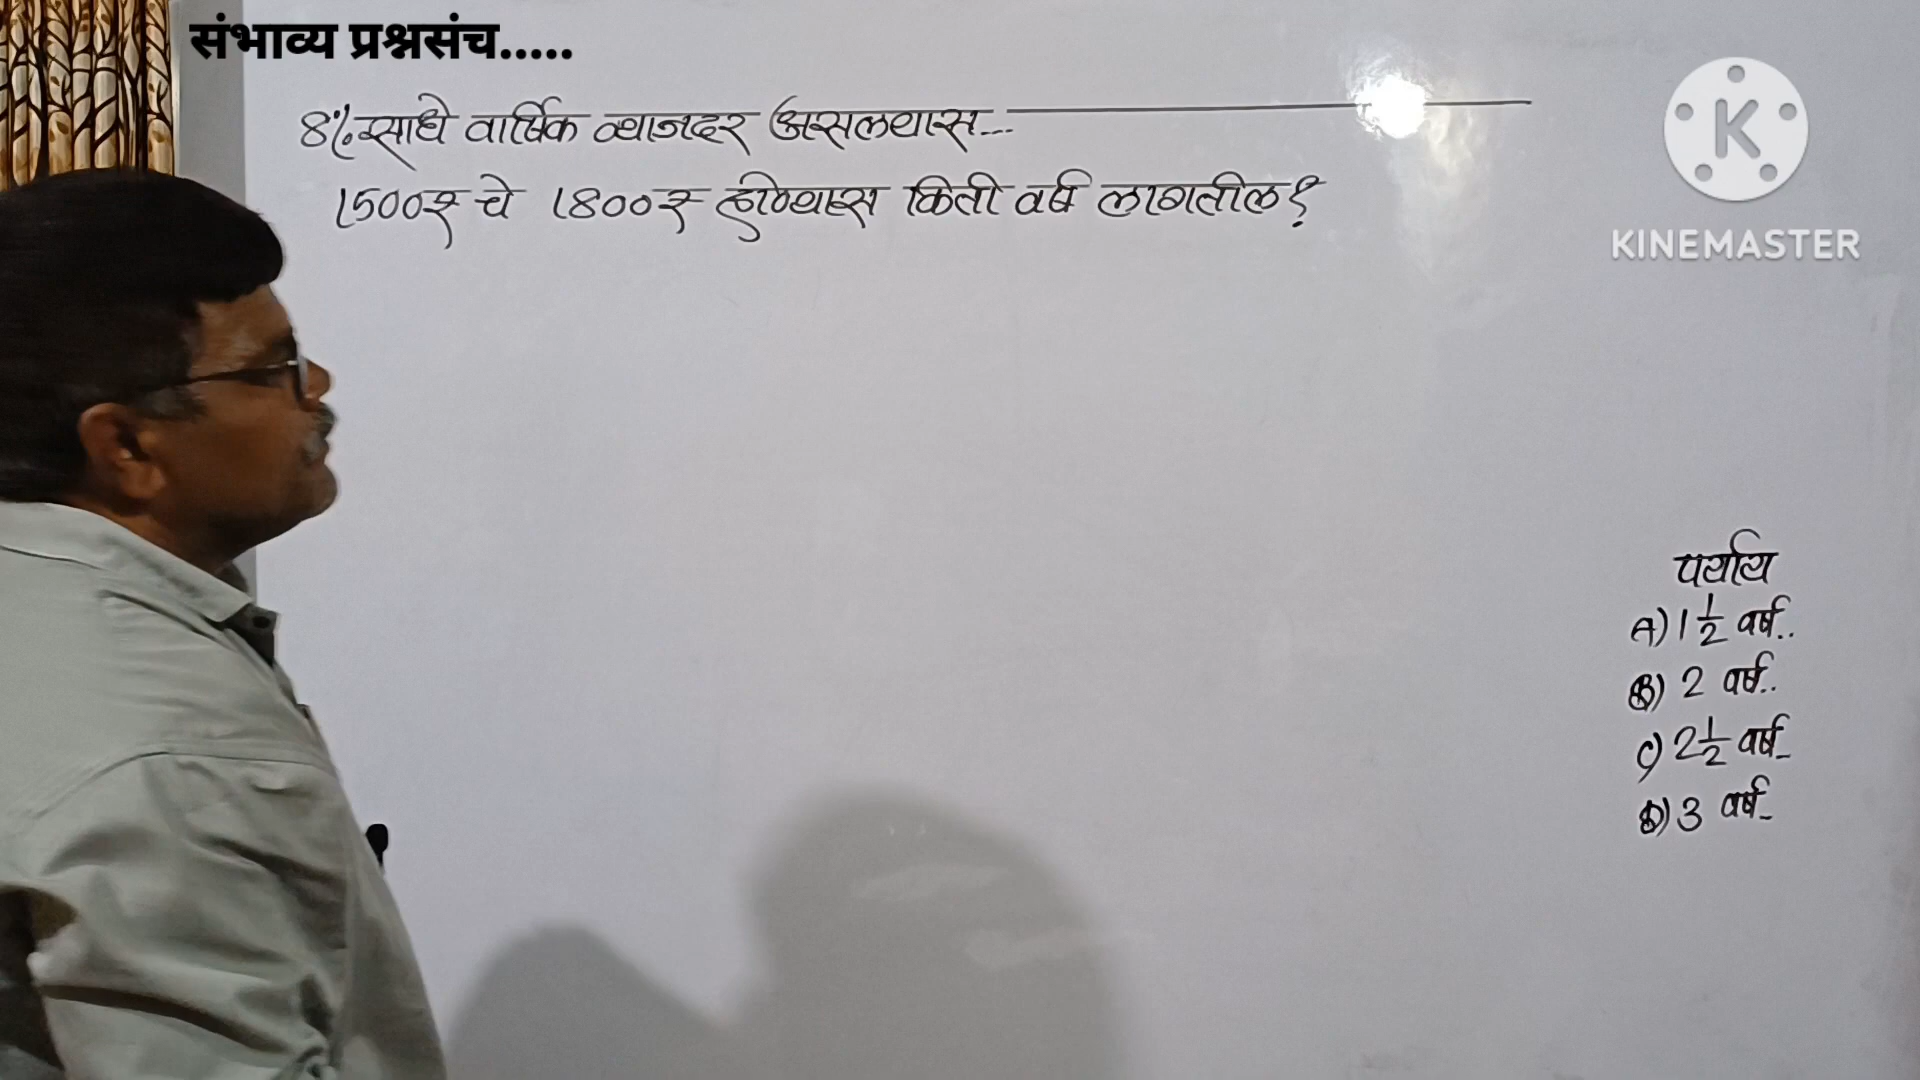 संभाव्य प्रश्नसंच.....
8% साधे वार्षिक व्याजदर असल्यास...
1500रु चे 1800रु होण्यास किती वर्ष लागतील?
KINEMASTER
पर्याय
A) 1 1/2 वर्ष..
B) 2 वर्ष..
C) 2 1/2 वर्ष-
D) 3 वर्ष-